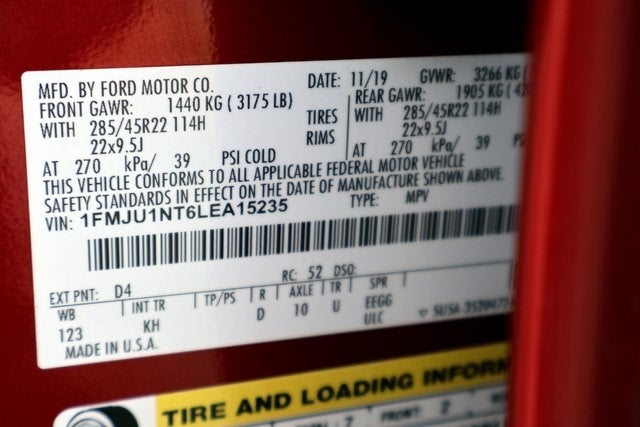 MFD. BY FORD MOTOR CO. DATE: 11/19 GVWR: 3266 KG (
FRONT GAWR: 1440 KG ( 3175 LB) REAR GAWR: 1905 KG ( 42
WITH 285/45R22 114H TIRES WITH 285/45R22 114H
22x9.5J RIMS 22x9.5J
AT 270 kPa/ 39 PSI COLD AT 270 kPa/ 39 P
THIS VEHICLE CONFORMS TO ALL APPLICABLE FEDERAL MOTOR VEHICLE
SAFETY STANDARDS IN EFFECT ON THE DATE OF MANUFACTURE SHOWN ABOVE.
VIN: 1FMJU1NT6LEA15235 TYPE: MPV
EXT PNT: D4 RC: 52 DSO:
WB INT TR TP/PS R AXLE TR SPR
123 KH D 10 U EEGG
ULC
MADE IN U.S.A.
TIRE AND LOADING INFORM
FRONT: 2